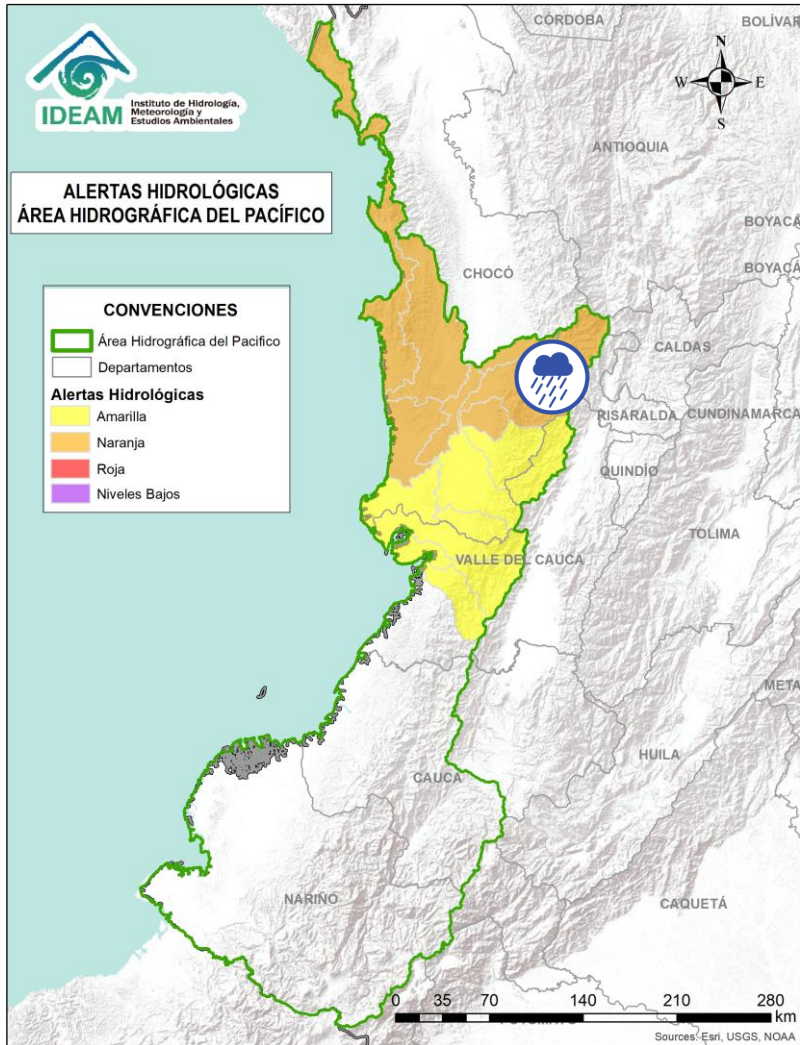 CÓRDOBA
BOLÍVAR
N
W
E
S
IDEAM
Instituto de Hidrología,
Meteorología y
Estudios Ambientales
ANTIOQUIA
ALERTAS HIDROLÓGICAS
ÁREA HIDROGRÁFICA DEL PACÍFICO
BOYACÁ
BOYACÁ
CHOCÓ
CONVENCIONES
Área Hidrográfica del Pacifico
Departamentos
Alertas Hidrológicas
Amarilla
Naranja
Roja
Niveles Bajos
CALDAS
RISARALDA
CUNDINAMARCA
QUINDÍO
TOLIMA
VALLE DEL CAUCA
META
HUILA
CAUCA
NARIÑO
CAQUETÁ
0 35 70 140 210 280
km
Sources: Esri, USGS, NOAA